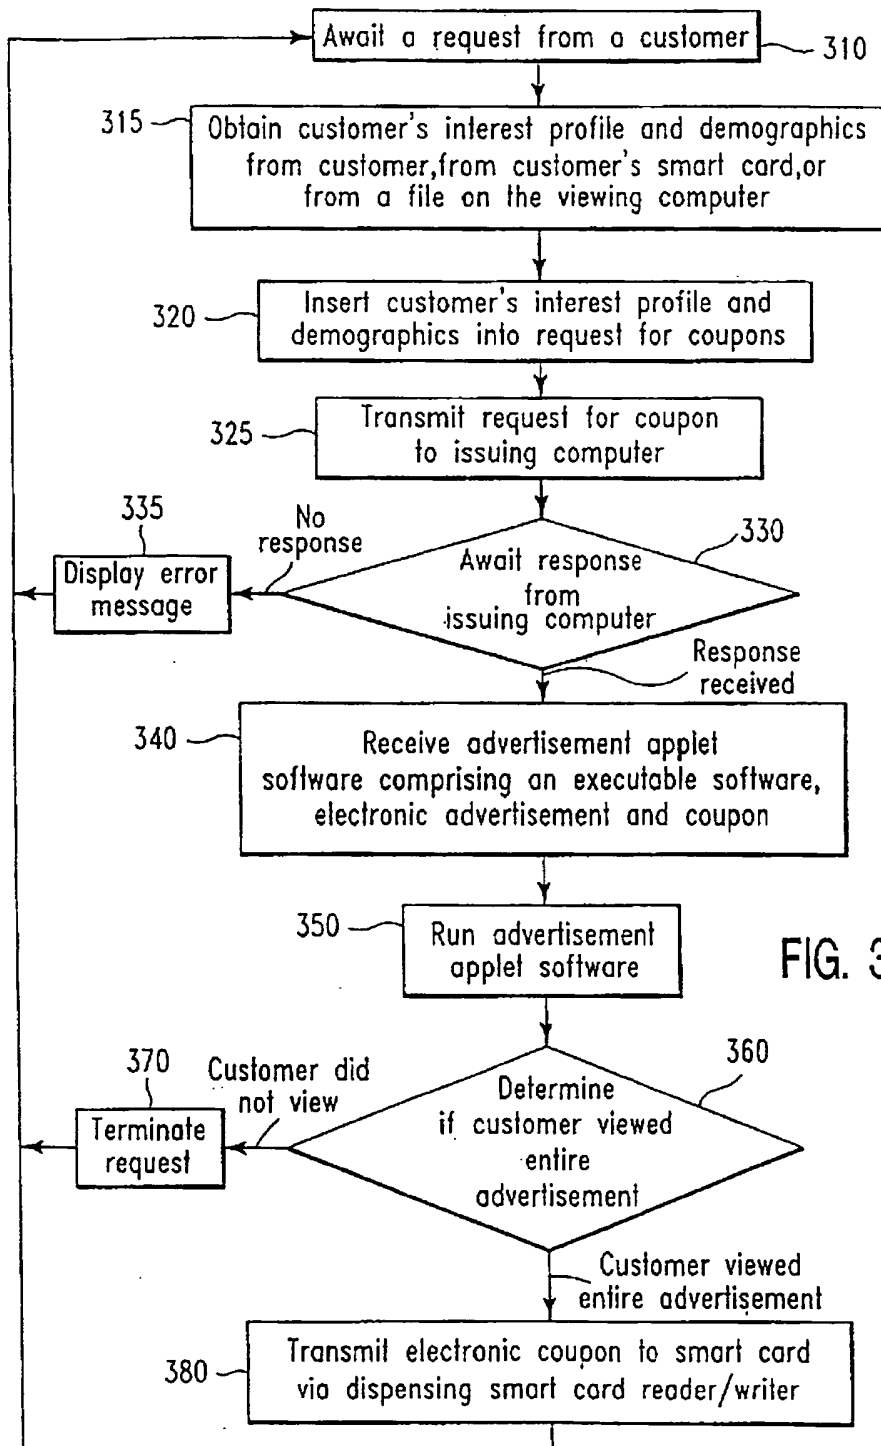 Await a request from a customer
310
315
Obtain customer's interest profile and demographics
from customer,from customer's smart card,or
from a file on the viewing computer
320
Insert customer's interest profile and
demographics into request for coupons
325
Transmit request for coupon
to issuing computer
335
No
response
330
Display error
message
Await response
from
issuing computer
Response
received
340
Receive advertisement applet
software comprising an executable software,
electronic advertisement and coupon
350
Run advertisement
applet software
FIG. 3
370
Customer did
not view
360
Terminate
request
Determine
if customer viewed
entire
advertisement
Customer viewed
entire advertisement
380
Transmit electronic coupon to smart card
via dispensing smart card reader/writer